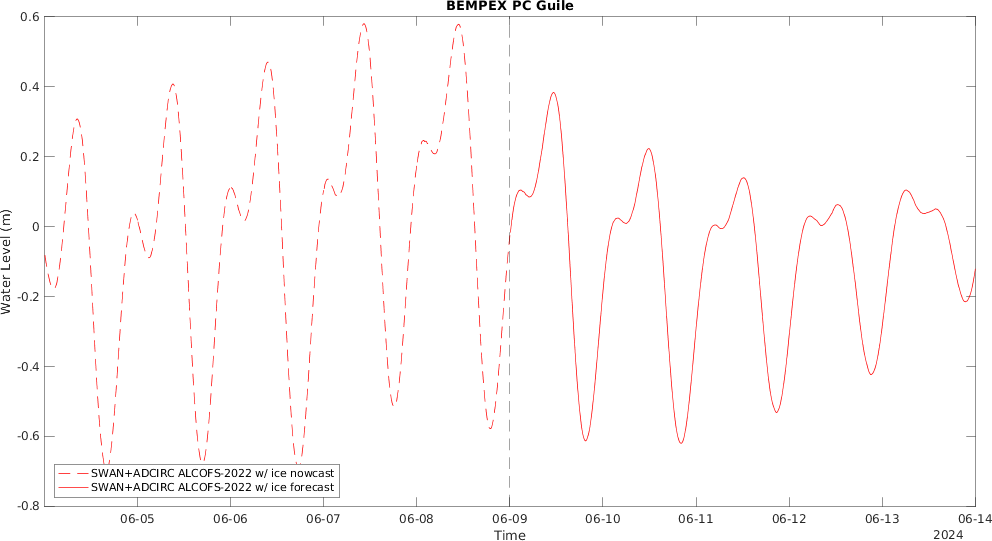 BEMPEX PC Guile
0.6
0.4
0.2
0
-0.2
-0.4
-0.6
-0.8
Water Level (m)
SWAN+ADCIRC ALCOFS-2022 w/ ice nowcast
SWAN+ADCIRC ALCOFS-2022 w/ ice forecast
06-05 06-06 06-07 06-08 06-09 06-10 06-11 06-12 06-13 06-14
Time
2024